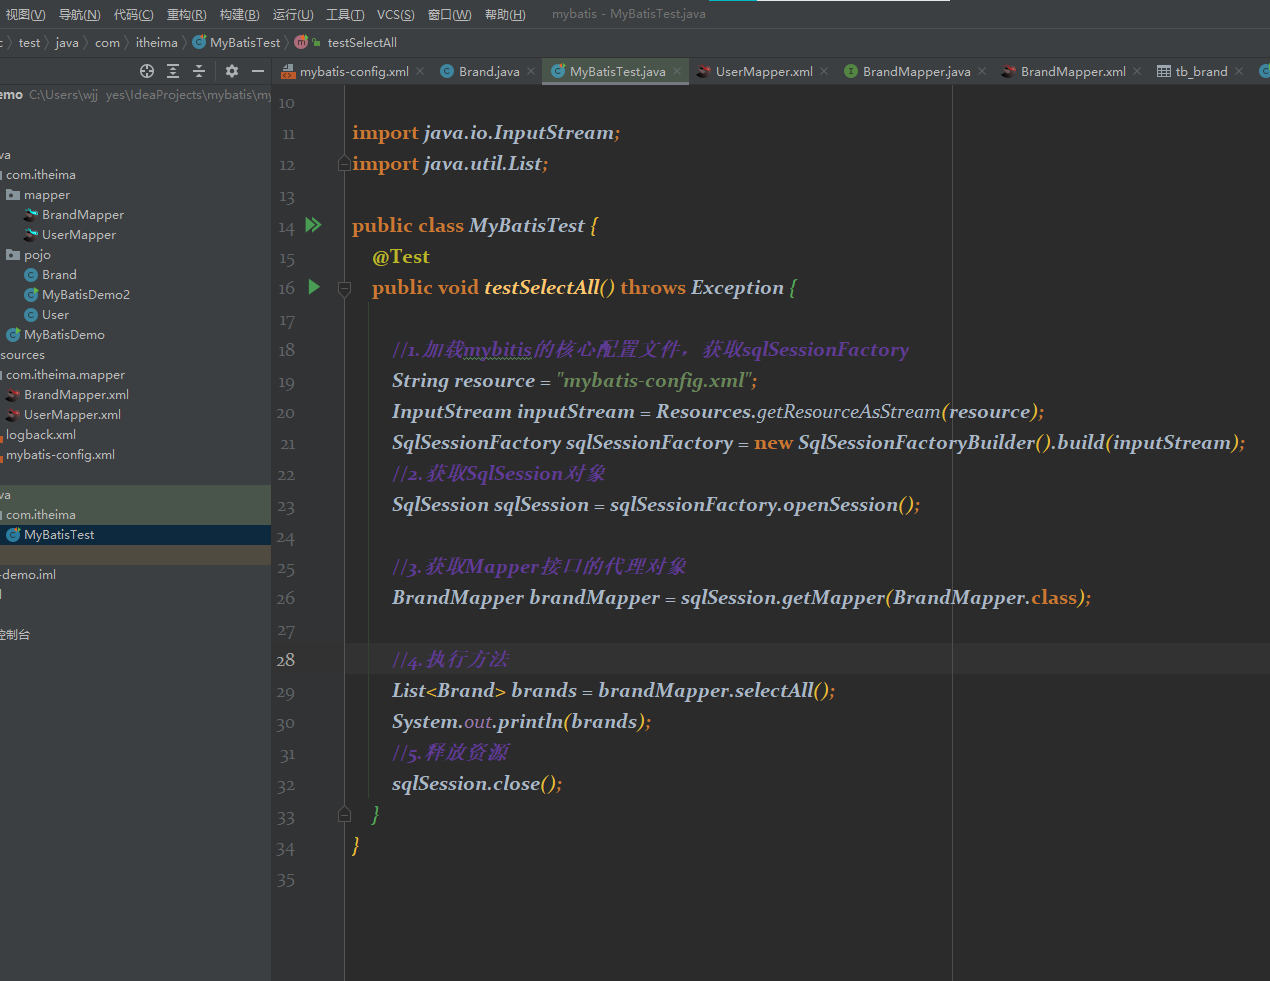 视图(V) 导航(N) 代码(C) 重构(R) 构建(B) 运行(U) 工具(T) VCS(S) 窗口(W) 帮助(H) mybatis - MyBatisTest.java
test java com itheima MyBatisTest testSelectAll
mybatis-config.xml Brand.java MyBatisTest.java UserMapper.xml BrandMapper.java BrandMapper.xml tb_brand
emo C:\Users\wjj yes\IdeaProjects\mybatis\my
va
com.itheima
mapper
BrandMapper
UserMapper
pojo
Brand
MyBatisDemo2
User
MyBatisDemo
sources
com.itheima.mapper
BrandMapper.xml
UserMapper.xml
logback.xml
mybatis-config.xml
va
com.itheima
MyBatisTest
-demo.iml
控制台
10
11 import java.io.InputStream;
12 import java.util.List;
13
14 public class MyBatisTest {
15 @Test
16 public void testSelectAll() throws Exception {
17
18 //1.加载mybitis的核心配置文件，获取sqlSessionFactory
19 String resource = "mybatis-config.xml";
20 InputStream inputStream = Resources.getResourceAsStream(resource);
21 SqlSessionFactory sqlSessionFactory = new SqlSessionFactoryBuilder().build(inputStream);
22 //2.获取SqlSession对象
23 SqlSession sqlSession = sqlSessionFactory.openSession();
24
25 //3.获取Mapper接口的代理对象
26 BrandMapper brandMapper = sqlSession.getMapper(BrandMapper.class);
27
28 //4.执行方法
29 List<Brand> brands = brandMapper.selectAll();
30 System.out.println(brands);
31 //5.释放资源
32 sqlSession.close();
33 }
34 }
35